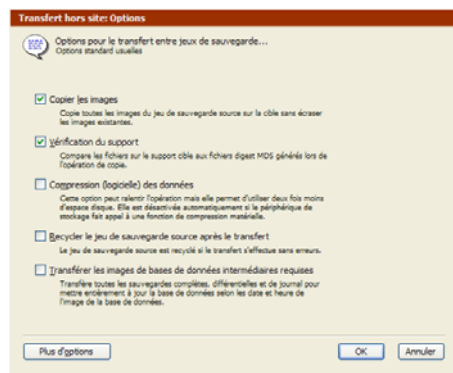 Transfert hors site: Options
Options pour le transfert entre jeux de sauvegarde...
Options standard usuelles
Copier les images
Copie toutes les images du jeu de sauvegarde source sur la cible sans écraser
les images existantes.
Vérification du support
Compare les fichiers sur le support cible aux fichiers digest MD5 générés lors de
l'opération de copie.
Compression (logicielle) des données
Cette option peut ralentir l'opération mais elle permet d'utiliser deux fois moins
d'espace disque. Elle est désactivée automatiquement si le périphérique de
stockage fait appel à une fonction de compression matérielle.
Recycler le jeu de sauvegarde source après le transfert
Le jeu de sauvegarde source est recyclé si le transfert s'effectue sans erreurs.
Transférer les images de bases de données intermédiaires requises
Transfère toutes les sauvegardes complètes, différentielles et de journal pour
mettre entièrement à jour la base de données selon les date et heure de
l'image de la base de données.
Plus d'options
OK
Annuler